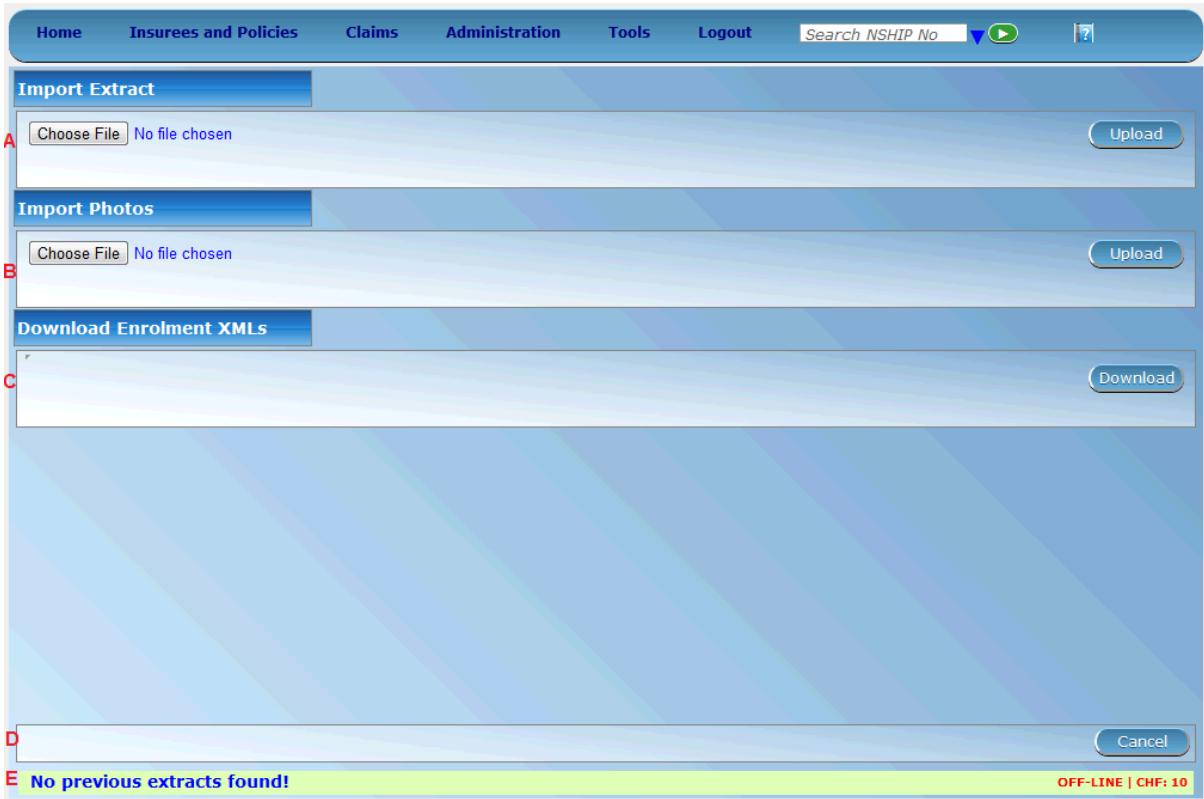 Home Insurees and Policies Claims Administration Tools Logout Search NSHIP No ?
Import Extract
A Choose File No file chosen Upload
Import Photos
B Choose File No file chosen Upload
Download Enrolment XMLs
C Download
D Cancel
E No previous extracts found! OFF-LINE | CHF: 10